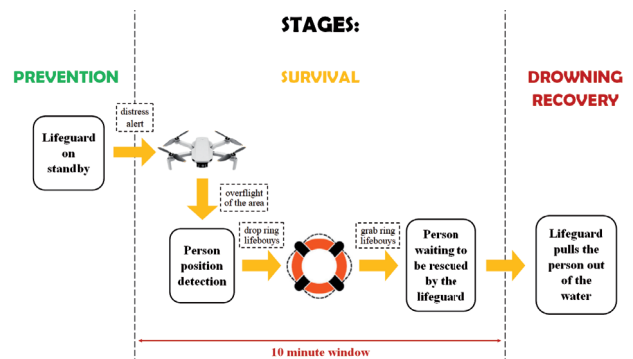 STAGES:
PREVENTION
SURVIVAL
DROWNING
RECOVERY
Lifeguard
on
standby
distress
alert
overflight
of the area
Person
position
detection
drop ring
lifebouys
grab ring
lifebouys
Person
waiting to
be rescued
by the
lifeguard
Lifeguard
pulls the
person out
of the
water
10 minute window